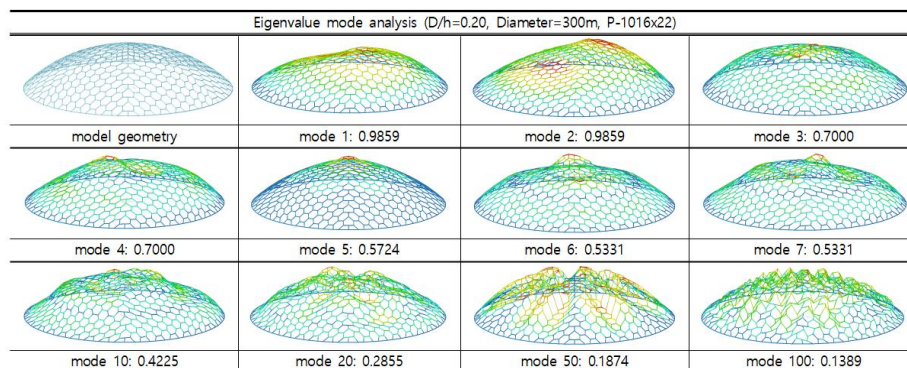 Eigenvalue mode analysis (D/h=0.20, Diameter=300m, P-1016x22)
model geometry
mode 1: 0.9859
mode 2: 0.9859
mode 3: 0.7000
mode 4: 0.7000
mode 5: 0.5724
mode 6: 0.5331
mode 7: 0.5331
mode 10: 0.4225
mode 20: 0.2855
mode 50: 0.1874
mode 100: 0.1389